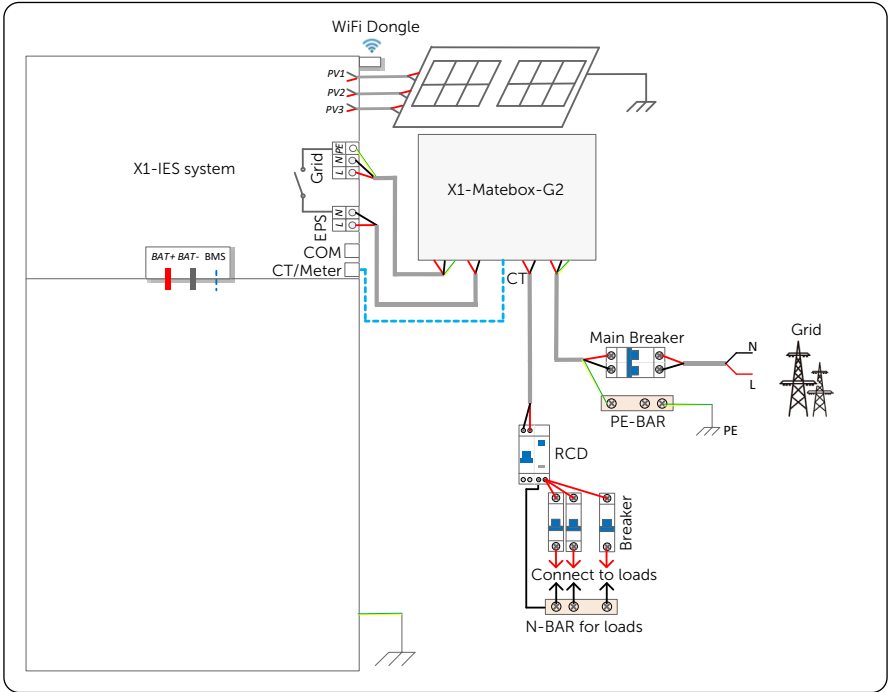 WiFi Dongle
PV1
PV2
PV3
X1-IES system
Grid
PE
N
L
X1-Matebox-G2
EPS
N
L
COM
CT/Meter
BAT+ BAT- BMS
CT
Main Breaker
Grid
N
L
PE-BAR
PE
RCD
Breaker
Connect to loads
N-BAR for loads